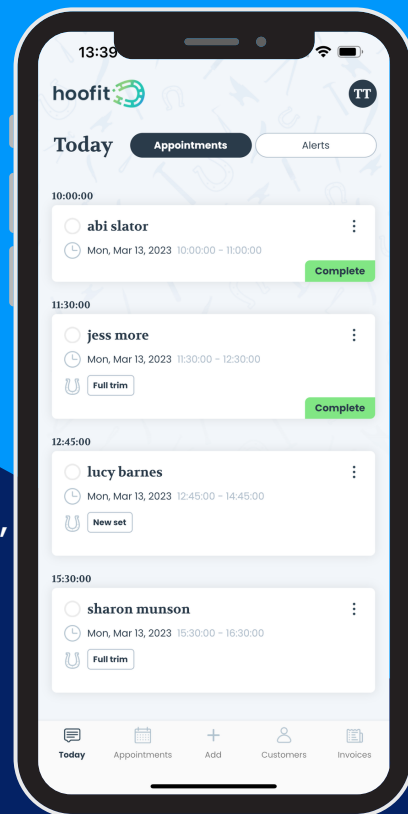 13:39
hoofit
TT
Today Appointments Alerts
10:00:00
abi slator
Mon, Mar 13, 2023 10:00:00 - 11:00:00
Complete
11:30:00
jess more
Mon, Mar 13, 2023 11:30:00 - 12:30:00
Full trim
Complete
12:45:00
lucy barnes
Mon, Mar 13, 2023 12:45:00 - 14:45:00
New set
,
15:30:00
sharon munson
Mon, Mar 13, 2023 15:30:00 - 16:30:00
Full trim
Today Appointments Add Customers Invoices